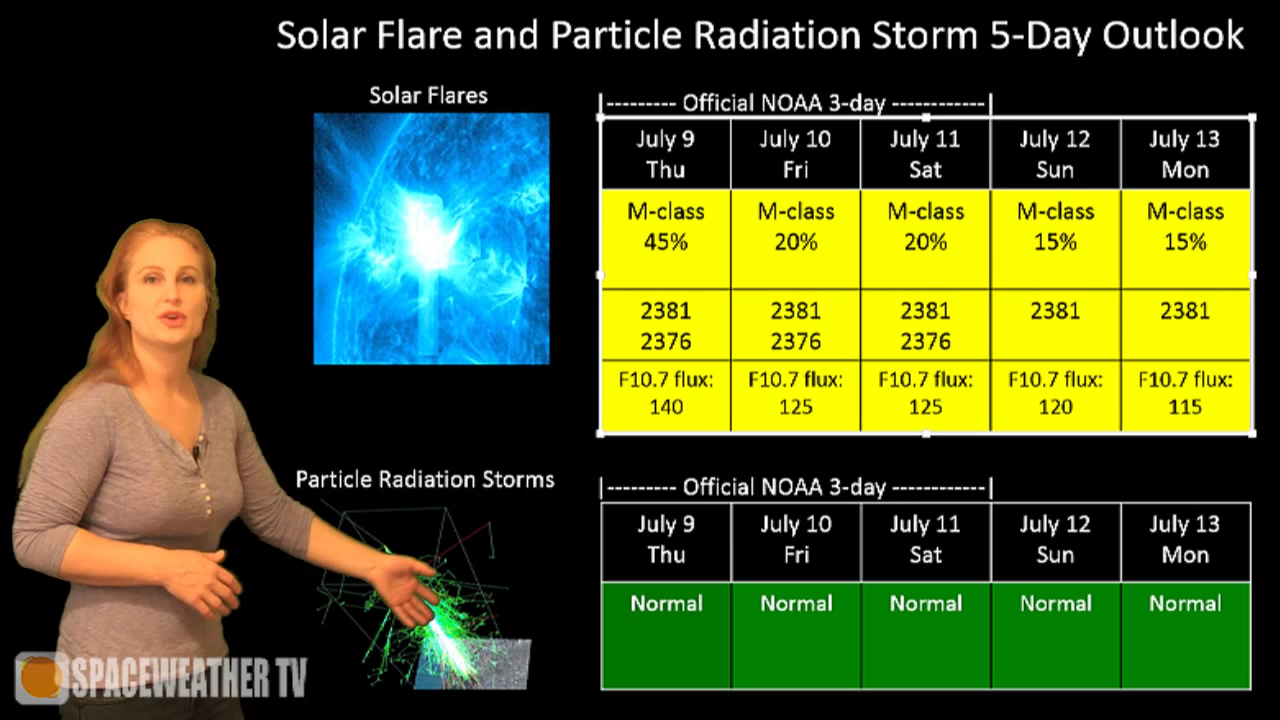 Solar Flare and Particle Radiation Storm 5-Day Outlook
Solar Flares
|--------- Official NOAA 3-day ------------|
July 9 July 10 July 11 July 12 July 13
Thu Fri Sat Sun Mon
M-class M-class M-class M-class M-class
45% 20% 20% 15% 15%
2381 2381 2381 2381 2381
2376 2376 2376
F10.7 flux: F10.7 flux: F10.7 flux: F10.7 flux: F10.7 flux:
140 125 125 120 115
Particle Radiation Storms
|--------- Official NOAA 3-day ------------|
July 9 July 10 July 11 July 12 July 13
Thu Fri Sat Sun Mon
Normal Normal Normal Normal Normal
SPACEWEATHER TV